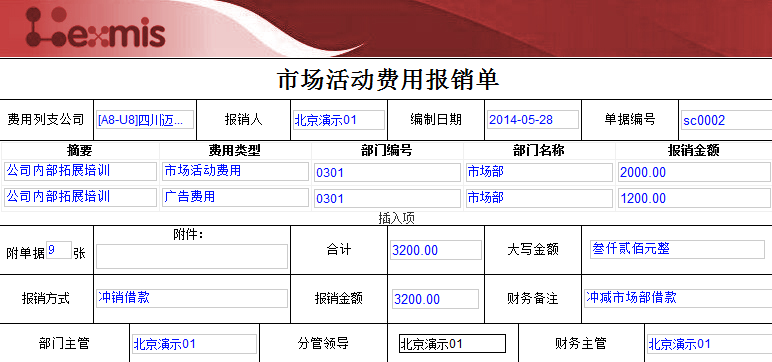 Hexmis
市场活动费用报销单
费用列支公司 [A8-U8]四川迈... 报销人 北京演示01 编制日期 2014-05-28 单据编号 sc0002
摘要 费用类型 部门编号 部门名称 报销金额
公司内部拓展培训 市场活动费用 0301 市场部 2000.00
公司内部拓展培训 广告费用 0301 市场部 1200.00
插入项
附单据 9 张 附件： 合计 3200.00 大写金额 叁仟贰佰元整
报销方式 冲销借款 报销金额 3200.00 财务备注 冲减市场部借款
部门主管 北京演示01 分管领导 北京演示01 财务主管 北京演示01